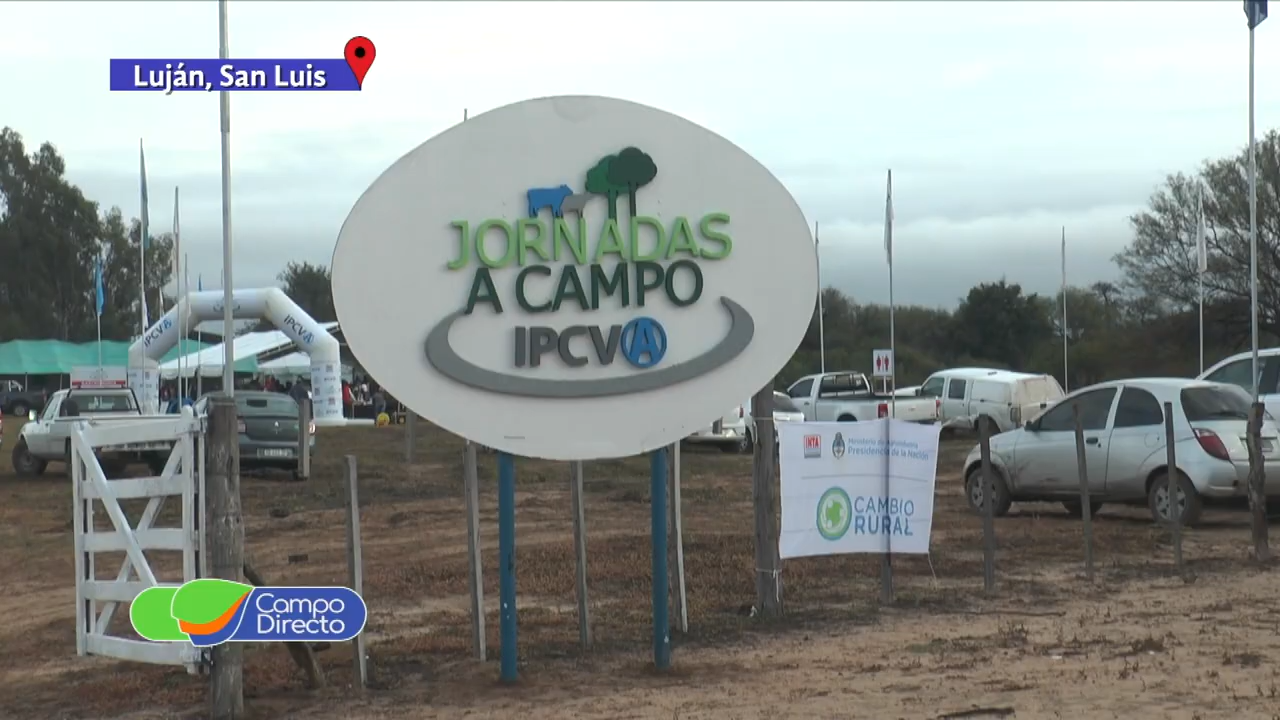 Luján, San Luis
JORNADAS
A CAMPO
IPCVA
IPCVA
IPCVA
INTA
Presidencia de la Nación
CAMBIO
RURAL
Campo
Directo